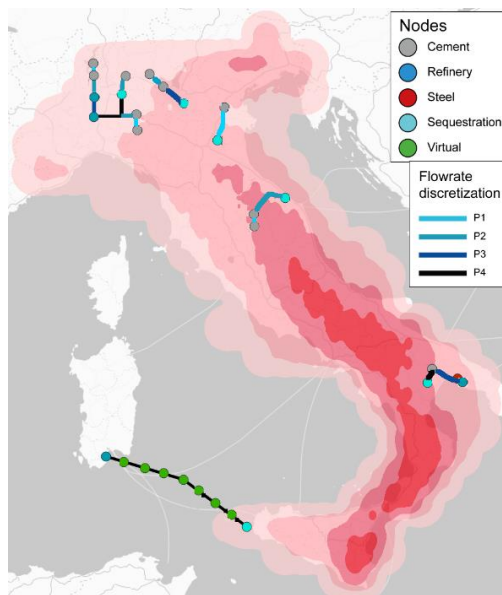 Nodes
Cement
Refinery
Steel
Sequestration
Virtual
Flowrate
discretization
P1
P2
P3
P4